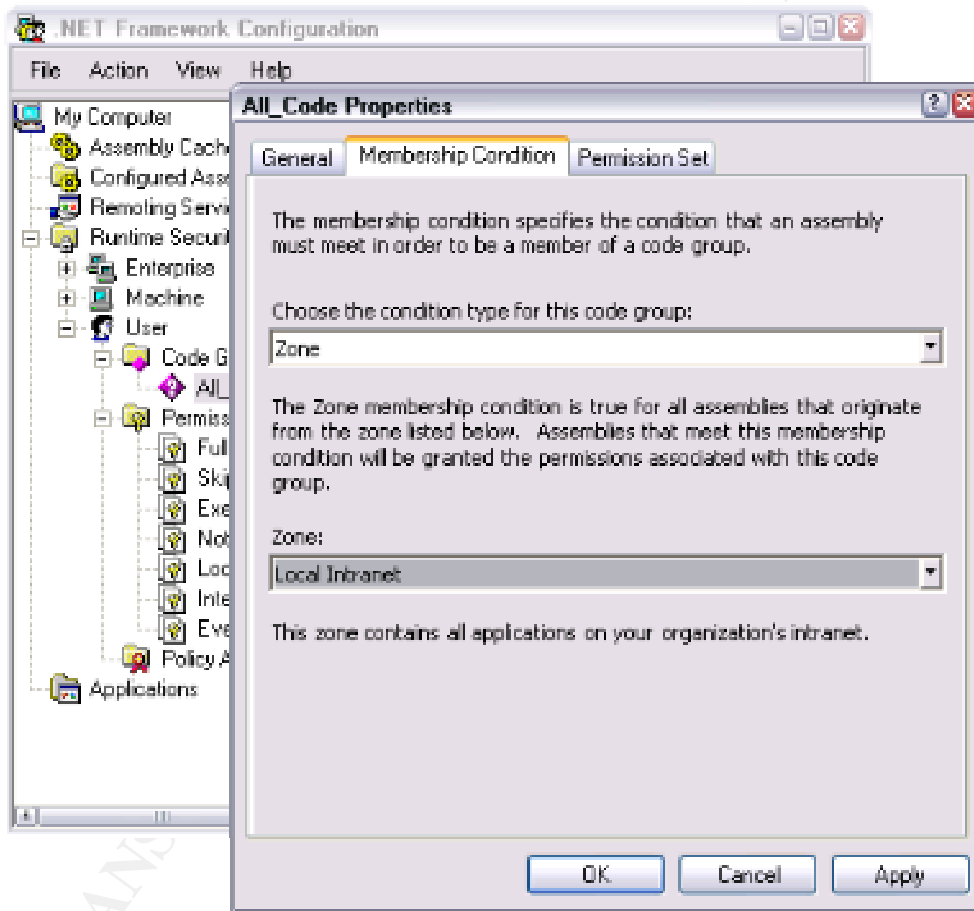 .NET Framework Configuration
File Action View Help
My Computer
Assembly Cach
Configured Asse
Remoting Servi
Runtime Securit
Enterprise
Machine
User
Code G
All_
Permiss
Full
Skip
Exe
Not
Loc
Inte
Eve
Policy A
Applications
All_Code Properties
General Membership Condition Permission Set
The membership condition specifies the condition that an assembly
must meet in order to be a member of a code group.
Choose the condition type for this code group:
Zone
The Zone membership condition is true for all assemblies that originate
from the zone listed below. Assemblies that meet this membership
condition will be granted the permissions associated with this code
group.
Zone:
Local Intranet
This zone contains all applications on your organization's intranet.
OK Cancel Apply